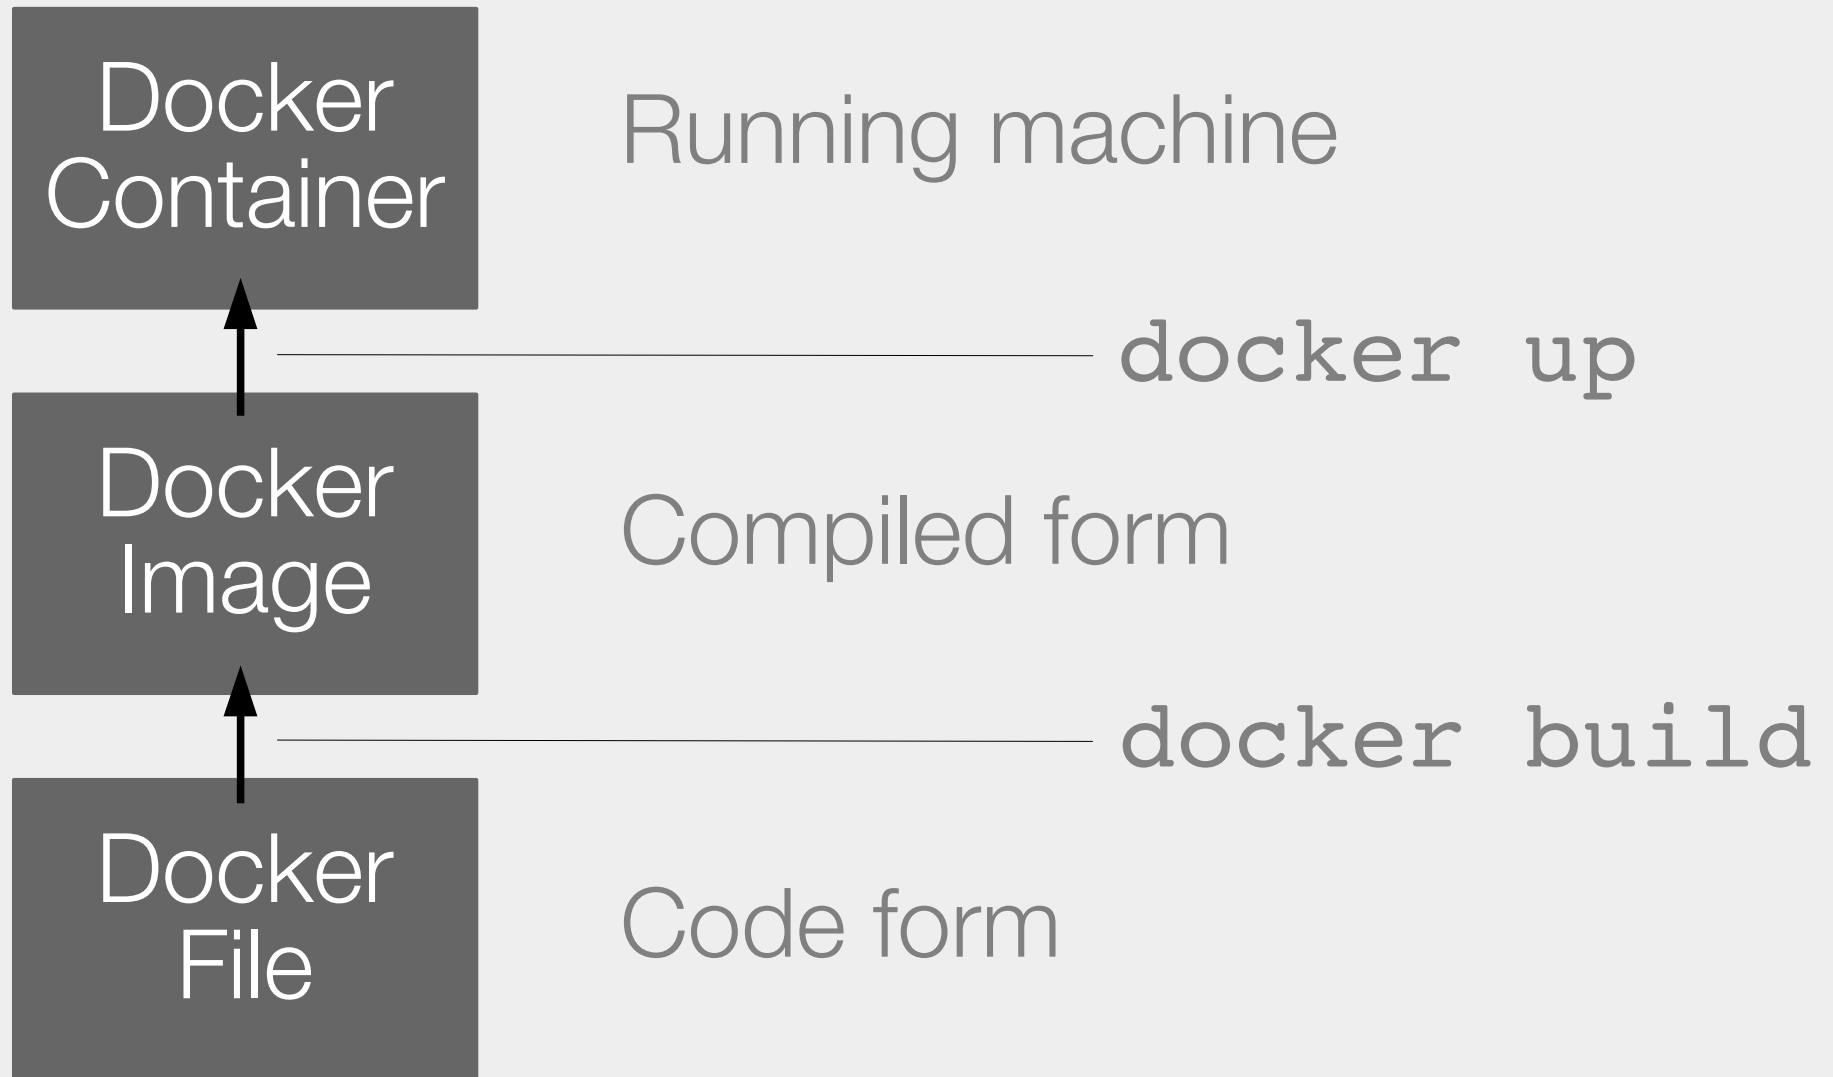 Docker
Container
Running machine
docker up
Docker
Image
Compiled form
docker build
Docker
File
Code form